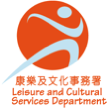 康樂及文化事務署
Leisure and Cultural
Services Department